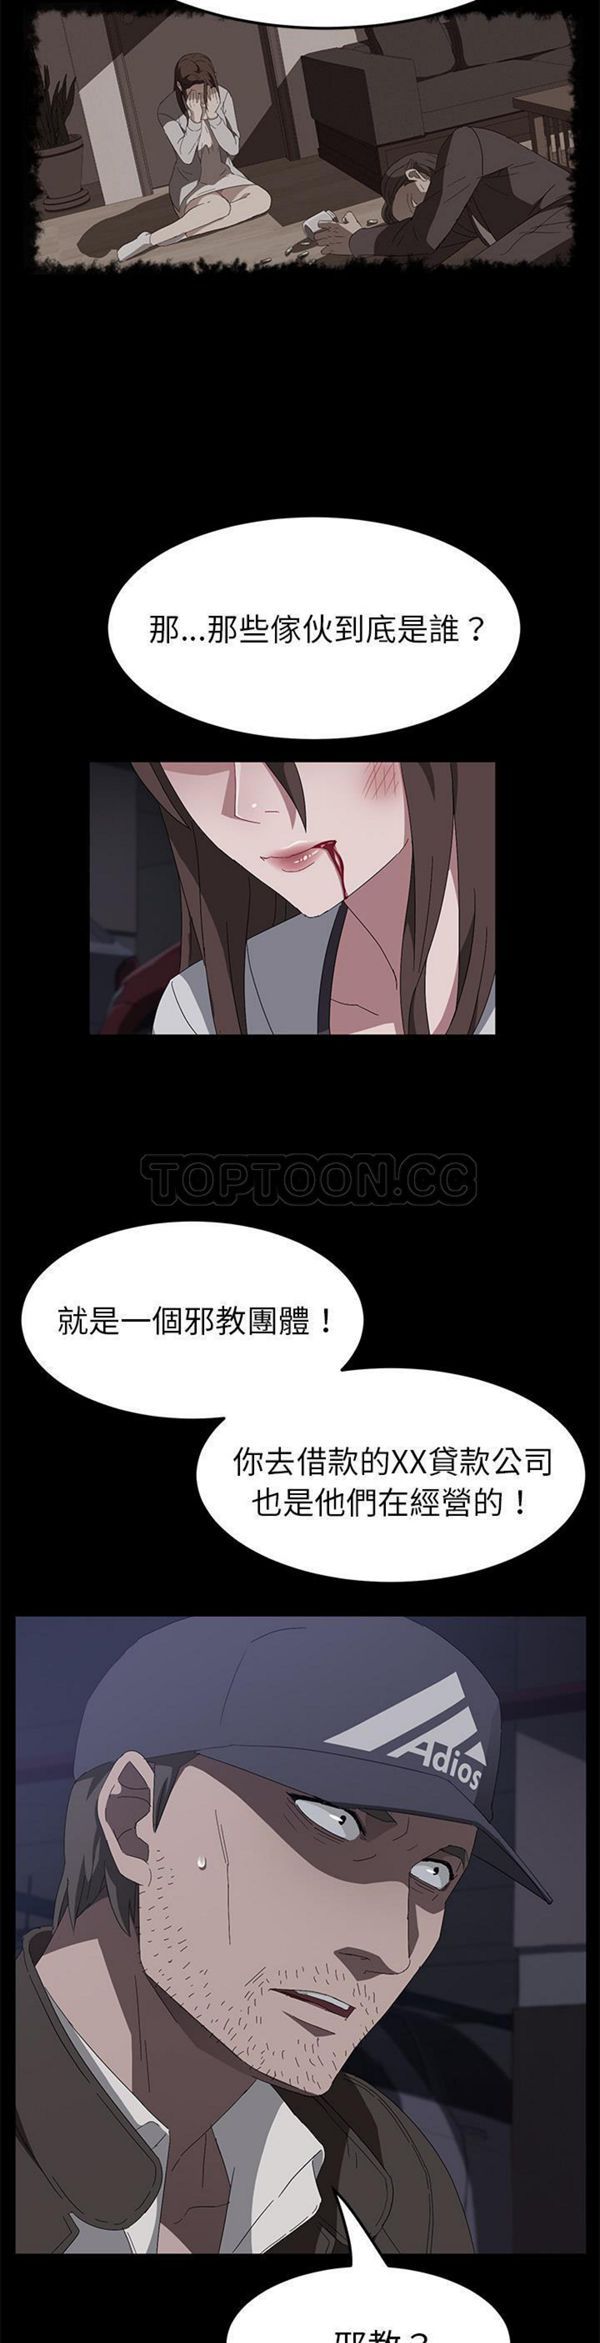 那...那些傢伙到底是誰？
TOPTOON.CC
就是一個邪教團體！
你去借款的XX貸款公司
也是他們在經營的！
Adios
邪教？